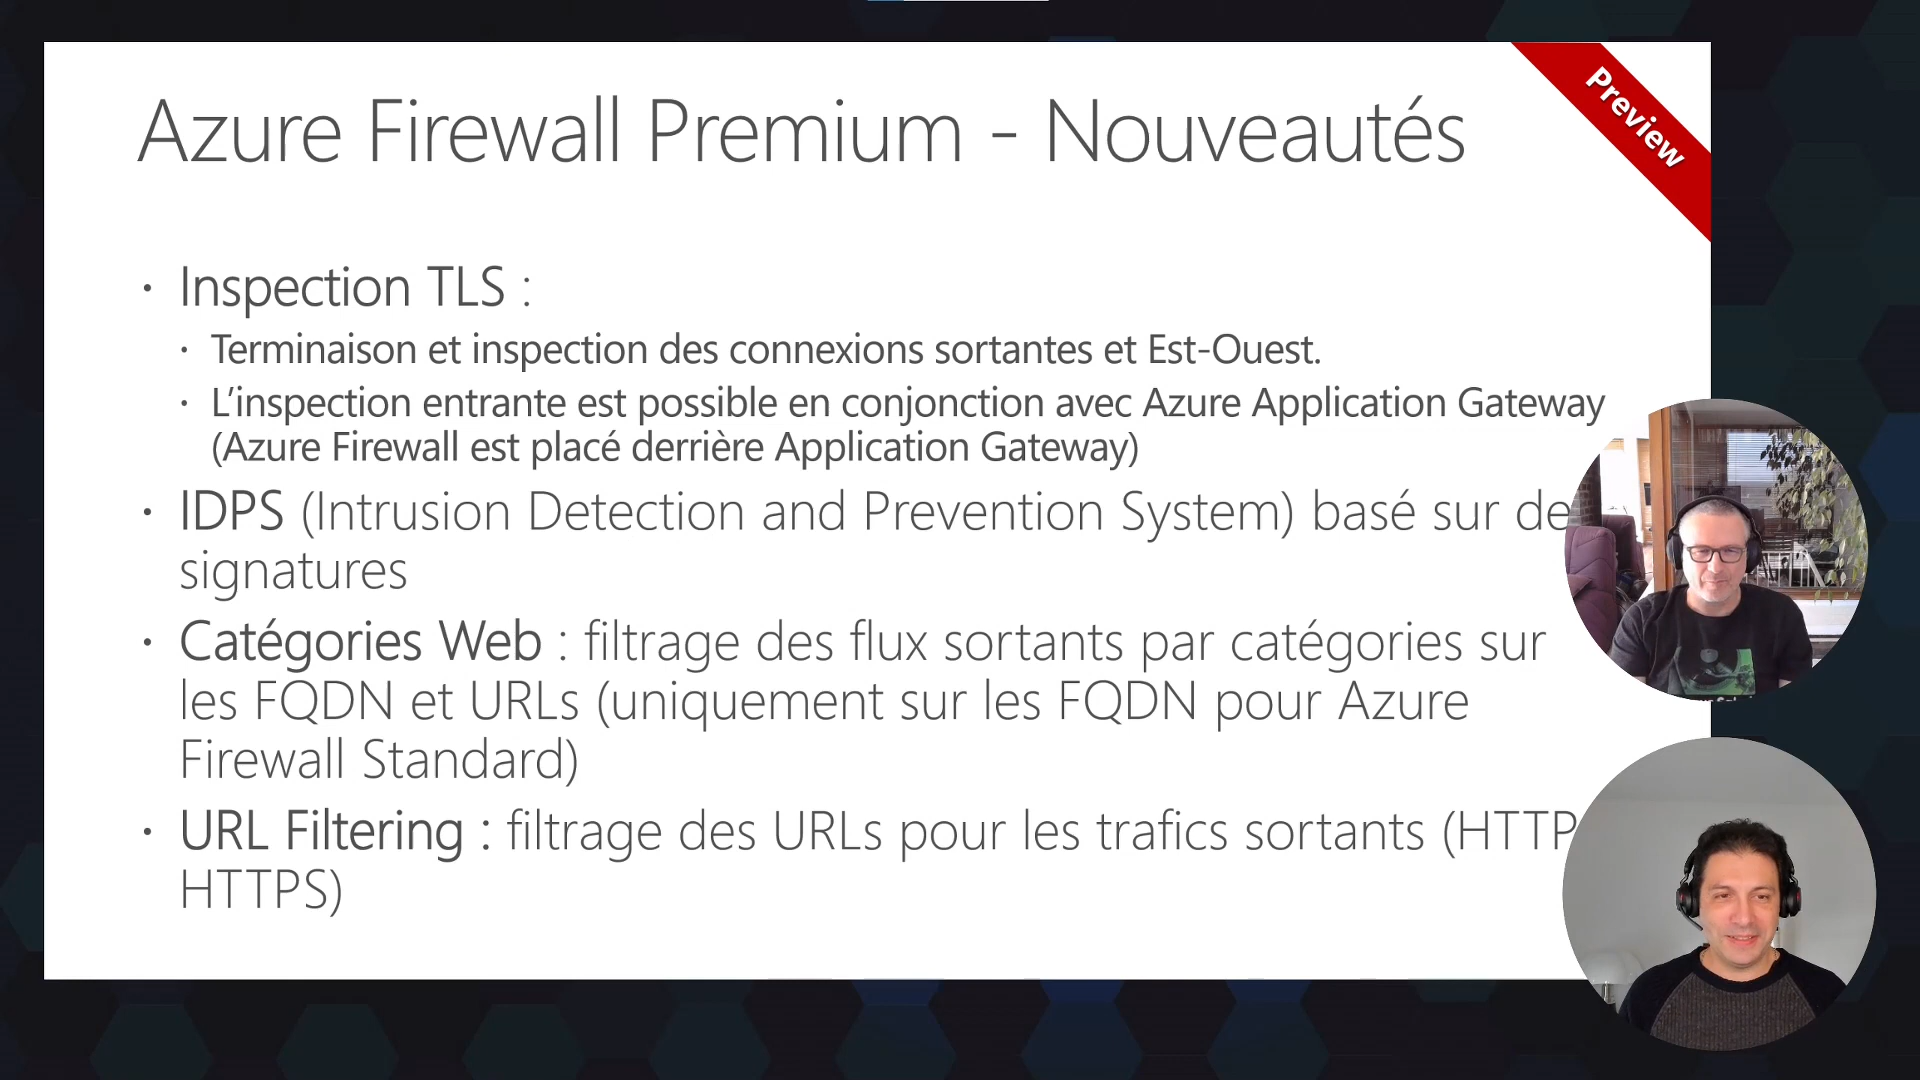 Azure Firewall Premium - Nouveautés
Preview
· Inspection TLS :
· Terminaison et inspection des connexions sortantes et Est-Ouest.
· L’inspection entrante est possible en conjonction avec Azure Application Gateway
(Azure Firewall est placé derrière Application Gateway)
· IDPS (Intrusion Detection and Prevention System) basé sur
signatures
· Catégories Web : filtrage des flux sortants par catégories sur
les FQDN et URLs (uniquement sur les FQDN pour Azure
Firewall Standard)
· URL Filtering : filtrage des URLs pour les trafics sortants (HTTP
HTTPS)